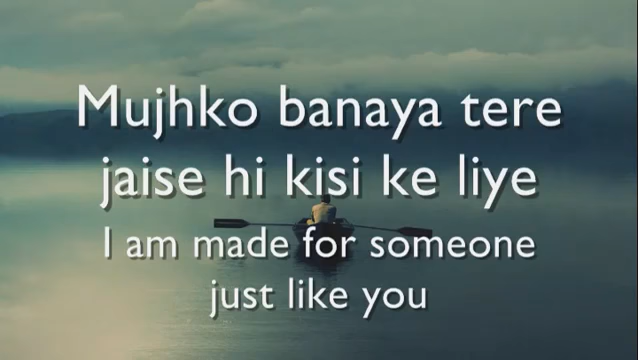 Mujhko banaya tere
jaise hi kisi ke liye
I am made for someone
just like you